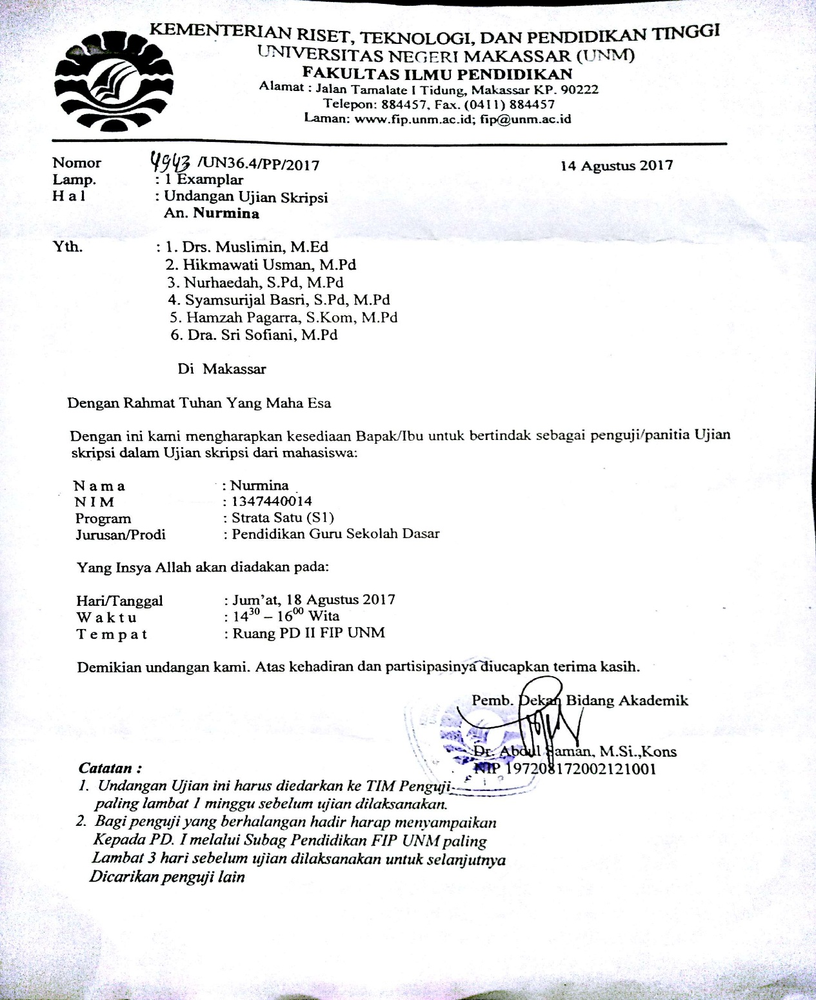 KEMENTERIAN RISET, TEKNOLOGI, DAN PENDIDIKAN TINGGI
UNIVERSITAS NEGERI MAKASSAR (UNM)
FAKULTAS ILMU PENDIDIKAN
Alamat : Jalan Tamalate I Tidung, Makassar KP. 90222
Telepon: 884457, Fax. (0411) 884457
Laman: www.fip.unm.ac.id; fip@unm.ac.id
Nomor 4943 /UN36.4/PP/2017 14 Agustus 2017
Lamp. : 1 Examplar
H a l : Undangan Ujian Skripsi
An. Nurmina
Yth. : 1. Drs. Muslimin, M.Ed
2. Hikmawati Usman, M.Pd
3. Nurhaedah, S.Pd, M.Pd
4. Syamsurijal Basri, S.Pd, M.Pd
5. Hamzah Pagarra, S.Kom, M.Pd
6. Dra. Sri Sofiani, M.Pd
Di Makassar
Dengan Rahmat Tuhan Yang Maha Esa
Dengan ini kami mengharapkan kesediaan Bapak/Ibu untuk bertindak sebagai penguji/panitia Ujian
skripsi dalam Ujian skripsi dari mahasiswa:
N a m a : Nurmina
N I M : 1347440014
Program : Strata Satu (S1)
Jurusan/Prodi : Pendidikan Guru Sekolah Dasar
Yang Insya Allah akan diadakan pada:
Hari/Tanggal : Jum'at, 18 Agustus 2017
W a k t u : 14³⁰ – 16⁰⁰ Wita
T e m p a t : Ruang PD II FIP UNM
Demikian undangan kami. Atas kehadiran dan partisipasinya diucapkan terima kasih.
Pemb. Dekan Bidang Akademik
Dr. Abdul Saman, M.Si.,Kons
NIP 197208172002121001
F I P
Catatan :
1. Undangan Ujian ini harus diedarkan ke TIM Penguji
paling lambat 1 minggu sebelum ujian dilaksanakan.
2. Bagi penguji yang berhalangan hadir harap menyampaikan
Kepada PD. I melalui Subag Pendidikan FIP UNM paling
Lambat 3 hari sebelum ujian dilaksanakan untuk selanjutnya
Dicarikan penguji lain